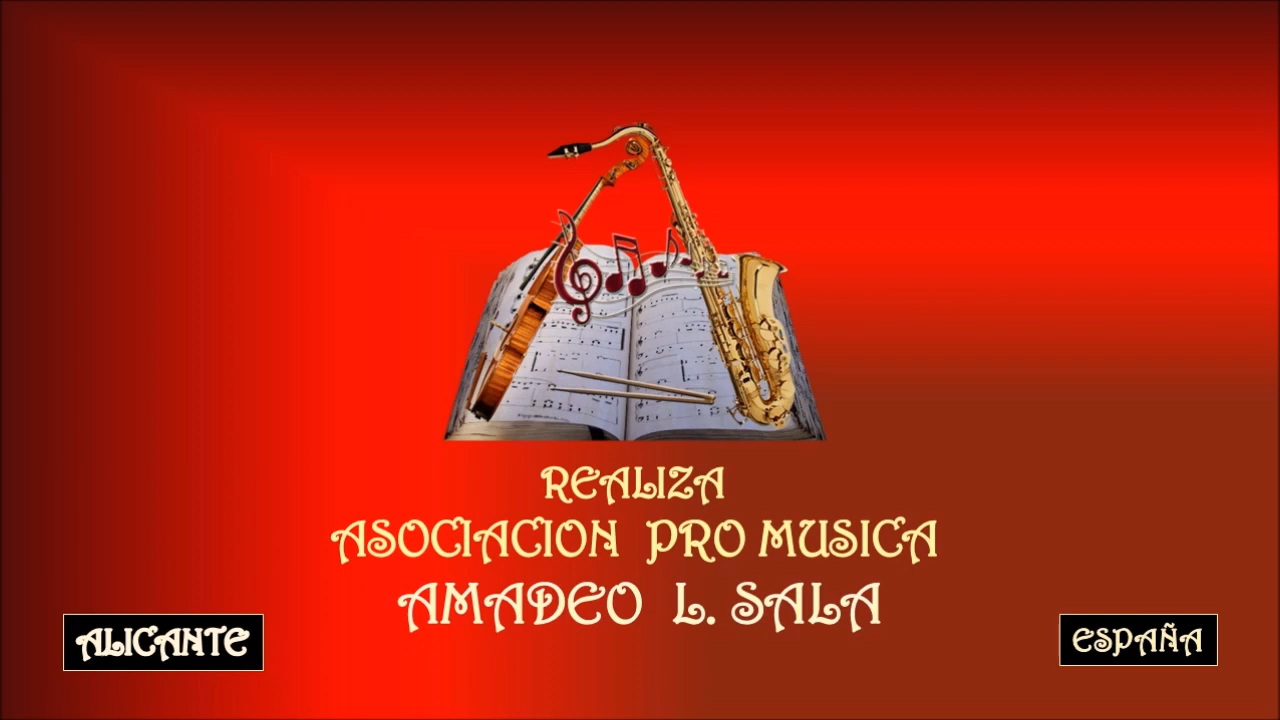 REALIZA
ASOCIACION PRO MUSICA
AMADEO L. SALA
ALICANTE
ESPAÑA